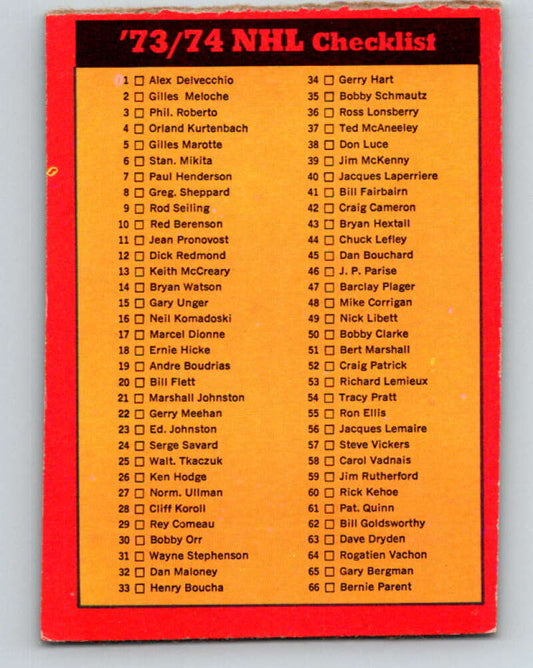 '73/74 NHL Checklist
1 Alex Delvecchio
2 Gilles Meloche
3 Phil. Roberto
4 Orland Kurtenbach
5 Gilles Marotte
6 Stan. Mikita
7 Paul Henderson
8 Greg. Sheppard
9 Rod Seiling
10 Red Berenson
11 Jean Pronovost
12 Dick Redmond
13 Keith McCreary
14 Bryan Watson
15 Gary Unger
16 Neil Komadoski
17 Marcel Dionne
18 Ernie Hicke
19 Andre Boudrias
20 Bill Flett
21 Marshall Johnston
22 Gerry Meehan
23 Ed. Johnston
24 Serge Savard
25 Walt. Tkaczuk
26 Ken Hodge
27 Norm. Ullman
28 Cliff Koroll
29 Rey Comeau
30 Bobby Orr
31 Wayne Stephenson
32 Dan Maloney
33 Henry Boucha
34 Gerry Hart
35 Bobby Schmautz
36 Ross Lonsberry
37 Ted McAneeley
38 Don Luce
39 Jim McKenny
40 Jacques Laperriere
41 Bill Fairbairn
42 Craig Cameron
43 Bryan Hextall
44 Chuck Lefley
45 Dan Bouchard
46 J. P. Parise
47 Barclay Plager
48 Mike Corrigan
49 Nick Libett
50 Bobby Clarke
51 Bert Marshall
52 Craig Patrick
53 Richard Lemieux
54 Tracy Pratt
55 Ron Ellis
56 Jacques Lemaire
57 Steve Vickers
58 Carol Vadnais
59 Jim Rutherford
60 Rick Kehoe
61 Pat. Quinn
62 Bill Goldsworthy
63 Dave Dryden
64 Rogatien Vachon
65 Gary Bergman
66 Bernie Parent